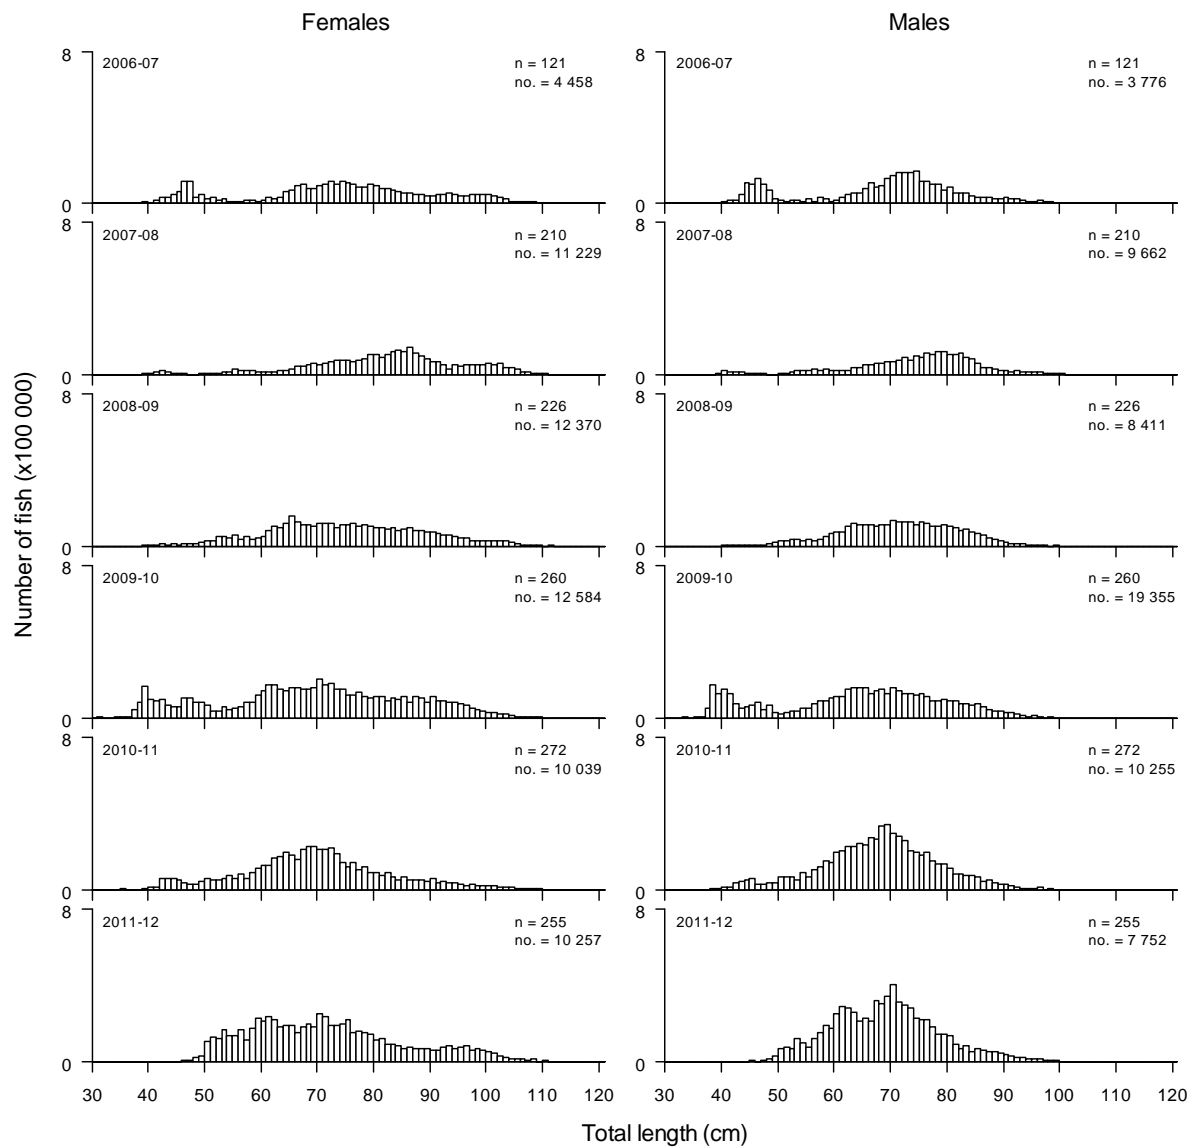 Females Males
8 2006-07 n = 121 8 2006-07 n = 121
no. = 4 458 no. = 3 776
0 0
8 2007-08 n = 210 8 2007-08 n = 210
no. = 11 229 no. = 9 662
0 0
8 2008-09 n = 226 8 2008-09 n = 226
no. = 12 370 no. = 8 411
0 0
8 2009-10 n = 260 8 2009-10 n = 260
no. = 12 584 no. = 19 355
0 0
8 2010-11 n = 272 8 2010-11 n = 272
no. = 10 039 no. = 10 255
0 0
8 2011-12 n = 255 8 2011-12 n = 255
no. = 10 257 no. = 7 752
0 0
30 40 50 60 70 80 90 100 110 120 30 40 50 60 70 80 90 100 110 120
Number of fish (x100 000)
Total length (cm)